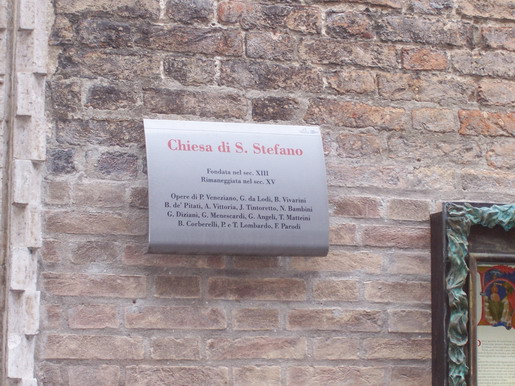 Chiesa di S. Stefano
Fondata nel sec. XIII
Rimaneggiata nel sec. XV
Opere di P. Veneziano, G. da Lodi, B. Vivarini
B. de' Pitati, A. Vittoria, J. Tintoretto, N. Bambini
G. Diziani, G. Menescardi, G. Angeli, T. Matteini
B. Corberelli, P. e T. Lombardo, F. Parodi